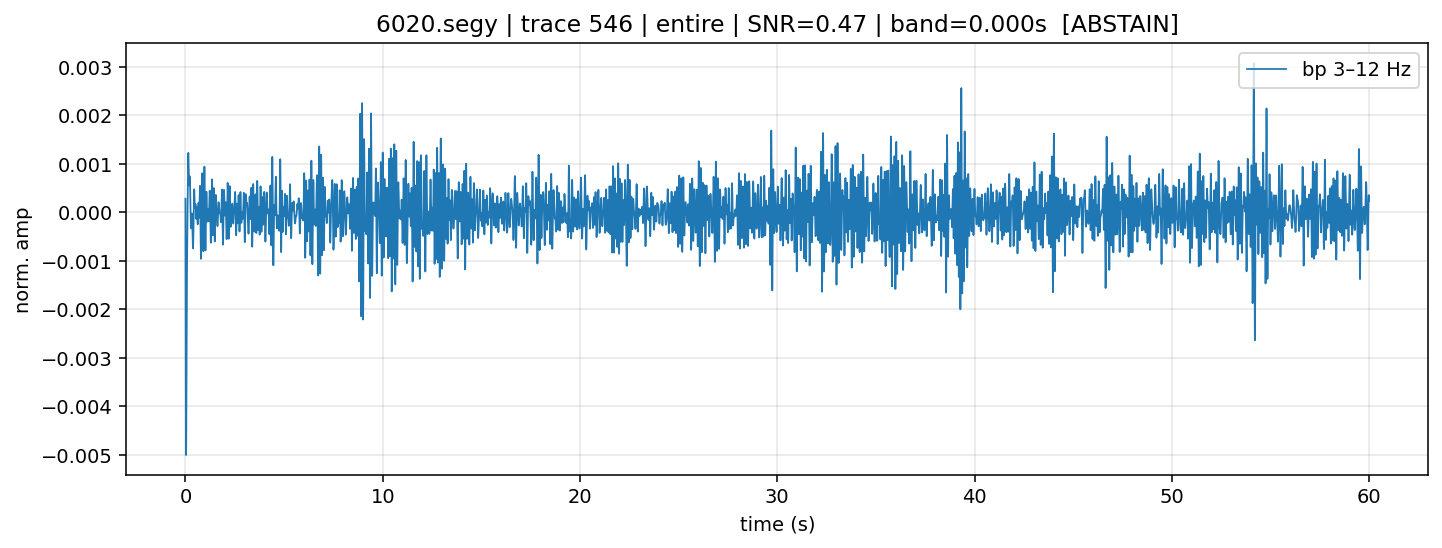 6020.segy | trace 546 | entire | SNR=0.47 | band=0.000s [ABSTAIN]
bp 3–12 Hz
norm. amp
0.003
0.002
0.001
0.000
−0.001
−0.002
−0.003
−0.004
−0.005
0 10 20 30 40 50 60
time (s)